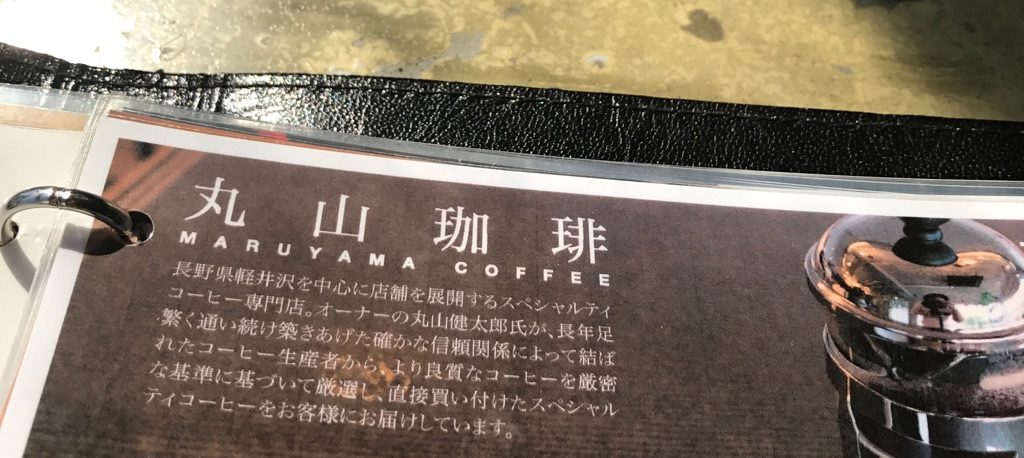 丸山珈琲
MARUYAMA COFFEE
長野県軽井沢を中心に店舗を展開するスペシャルティ
コーヒー専門店。オーナーの丸山健太郎氏が、長年足
繁く通い続け築きあげた確かな信頼関係によって結ば
れたコーヒー生産者から、より良質なコーヒーを厳密
な基準に基づいて厳選し、直接買い付けたスペシャル
ティコーヒーをお客様にお届けしています。